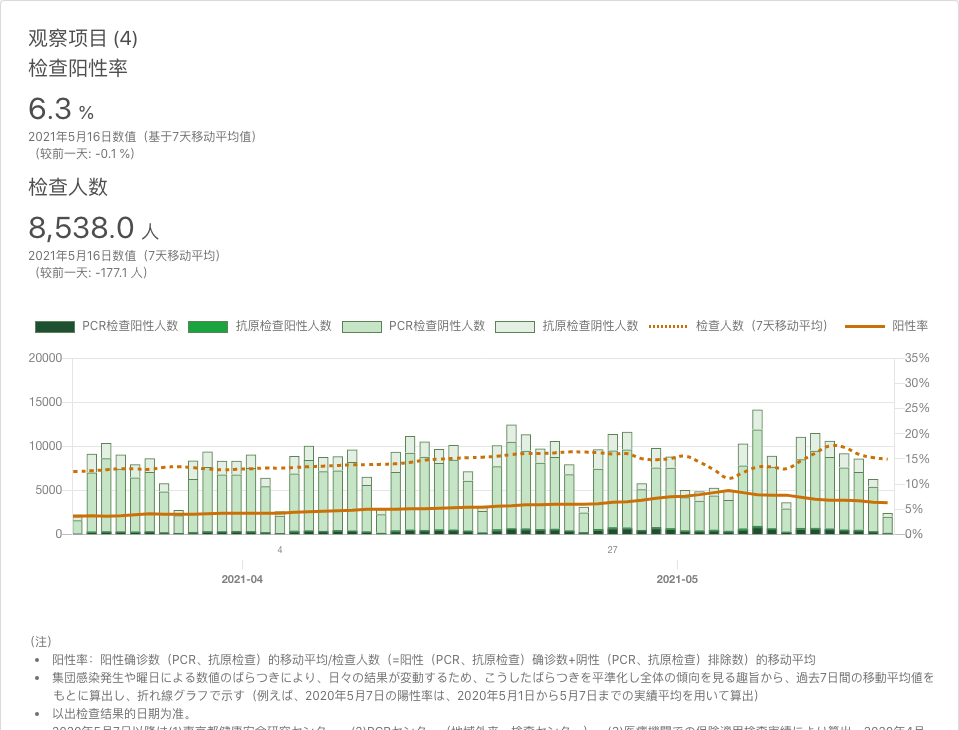 观察项目 (4)
检查阳性率
6.3 %
2021年5月16日数值（基于7天移动平均值）
（较前一天: -0.1 %）
检查人数
8,538.0 人
2021年5月16日数值（7天移动平均）
（较前一天: -177.1 人）
PCR检查阳性人数 抗原检查阳性人数 PCR检查阴性人数 抗原检查阴性人数 检查人数（7天移动平均） 阳性率
20000 35%
30%
15000 25%
20%
10000 15%
5000 10%
5%
0 0%
4 27
2021-04 2021-05
（注）
• 阳性率：阳性确诊数（PCR、抗原检查）的移动平均/检查人数（=阳性（PCR、抗原检查）确诊数+阴性（PCR、抗原检查）排除数）的移动平均
• 集団感染発生や曜日による数値のばらつきにより、日々の結果が変動するため、こうしたばらつきを平準化し全体の傾向を見る趣旨から、過去7日間の移動平均値を
もとに算出し、折れ線グラフで示す（例えば、2020年5月7日の陽性率は、2020年5月1日から5月7日までの実績平均を用いて算出）
• 以出检查结果的日期为准。